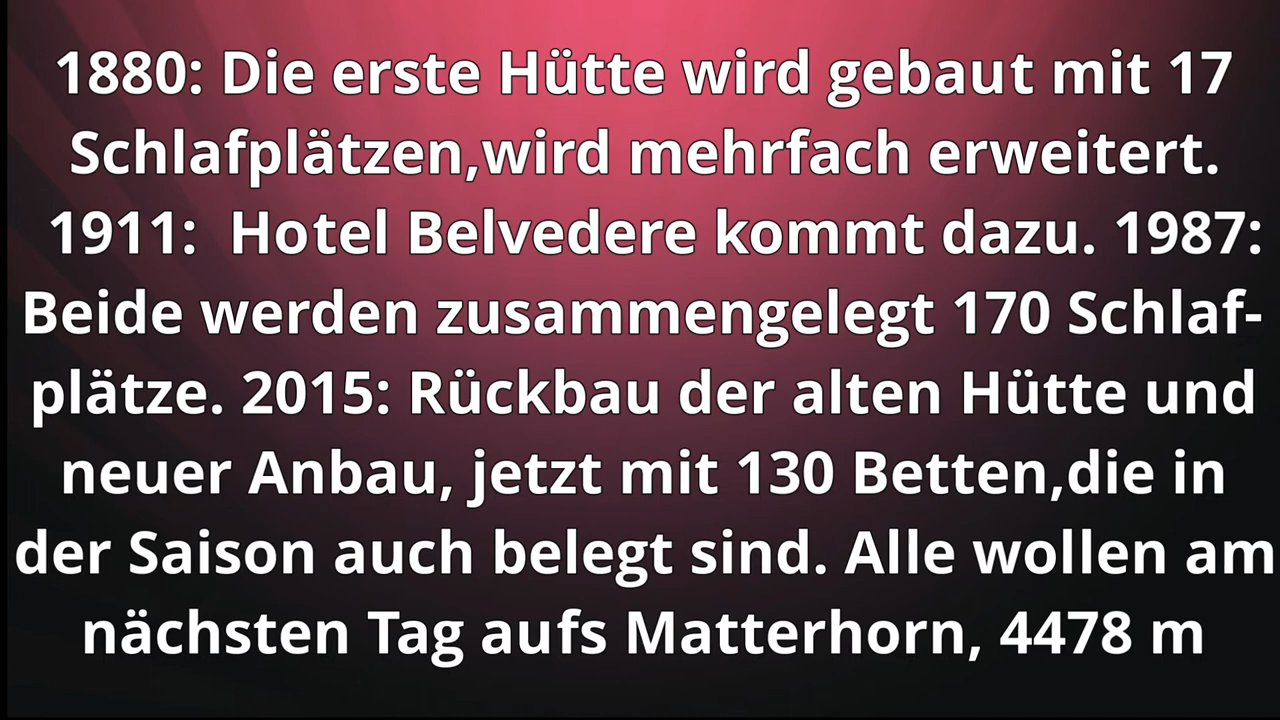 1880: Die erste Hütte wird gebaut mit 17
Schlafplätzen,wird mehrfach erweitert.
1911:  Hotel Belvedere kommt dazu. 1987:
Beide werden zusammengelegt 170 Schlaf-
plätze. 2015: Rückbau der alten Hütte und
neuer Anbau, jetzt mit 130 Betten,die in
der Saison auch belegt sind. Alle wollen am
nächsten Tag aufs Matterhorn, 4478 m